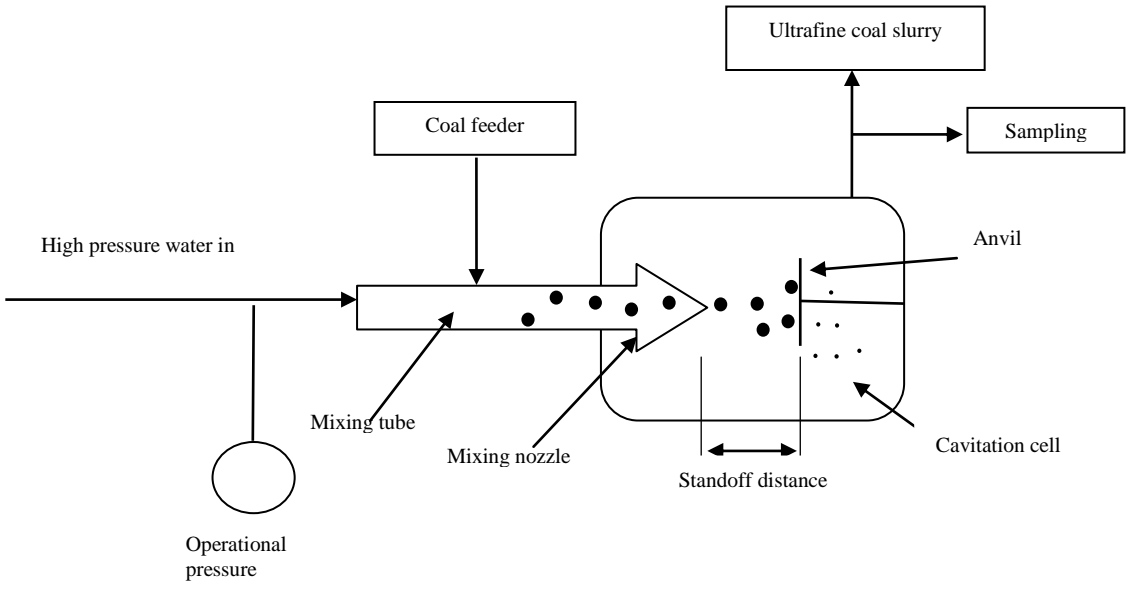 Ultrafine coal slurry
Coal feeder
Sampling
High pressure water in
Anvil
Mixing tube
Mixing nozzle
Cavitation cell
Standoff distance
Operational
pressure